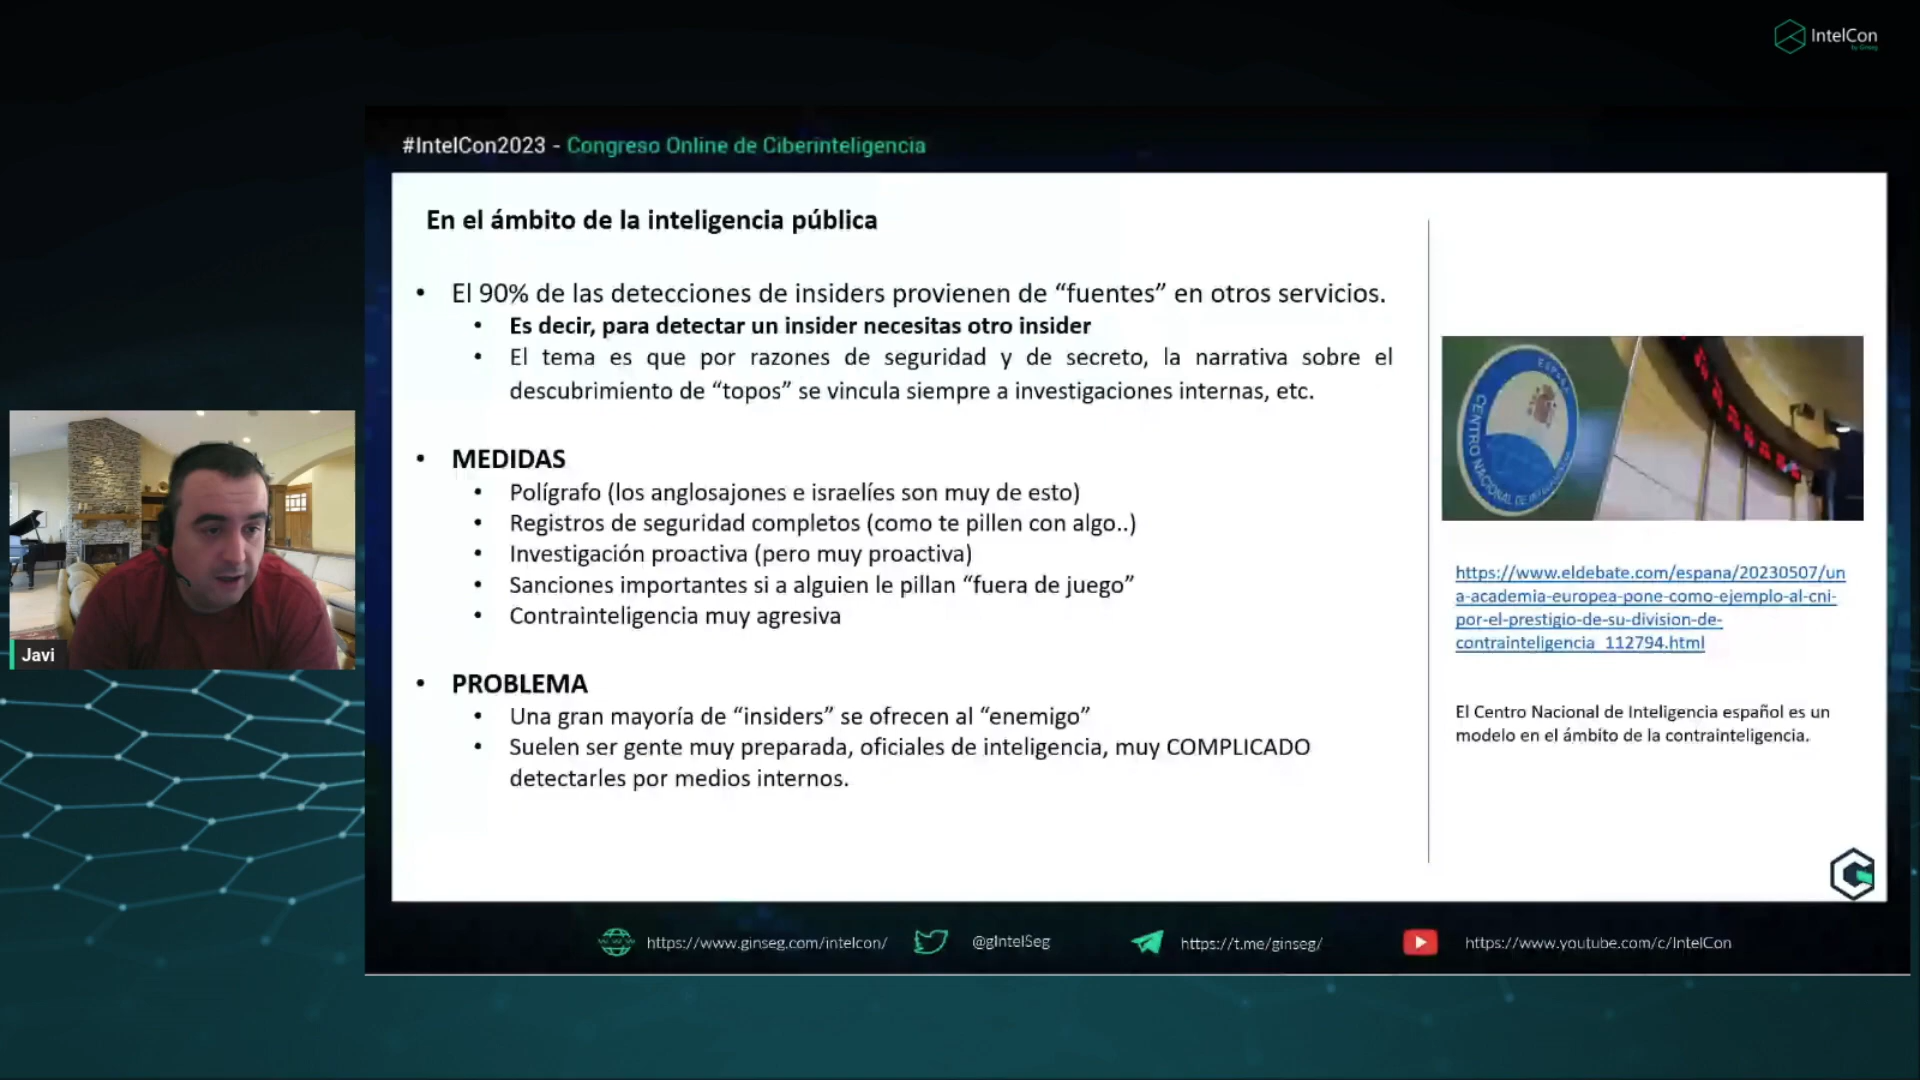 IntelCon
by Ginseg
#IntelCon2023 - Congreso Online de Ciberinteligencia
En el ámbito de la inteligencia pública
• El 90% de las detecciones de insiders provienen de “fuentes” en otros servicios.
• Es decir, para detectar un insider necesitas otro insider
• El tema es que por razones de seguridad y de secreto, la narrativa sobre el
descubrimiento de “topos” se vincula siempre a investigaciones internas, etc.
• MEDIDAS
• Polígrafo (los anglosajones e israelíes son muy de esto)
• Registros de seguridad completos (como te pillen con algo..)
• Investigación proactiva (pero muy proactiva)
• Sanciones importantes si a alguien le pillan “fuera de juego”
• Contrainteligencia muy agresiva
• PROBLEMA
• Una gran mayoría de “insiders” se ofrecen al “enemigo”
• Suelen ser gente muy preparada, oficiales de inteligencia, muy COMPLICADO
detectarles por medios internos.
ESPAÑA
CENTRO NACIONAL DE
https://www.eldebate.com/espana/20230507/un
a-academia-europea-pone-como-ejemplo-al-cni-
por-el-prestigio-de-su-division-de-
contrainteligencia_112794.html
El Centro Nacional de Inteligencia español es un
modelo en el ámbito de la contrainteligencia.
Javi
https://www.ginseg.com/intelcon/
@gIntelSeg
https://t.me/ginseg/
https://www.youtube.com/c/IntelCon